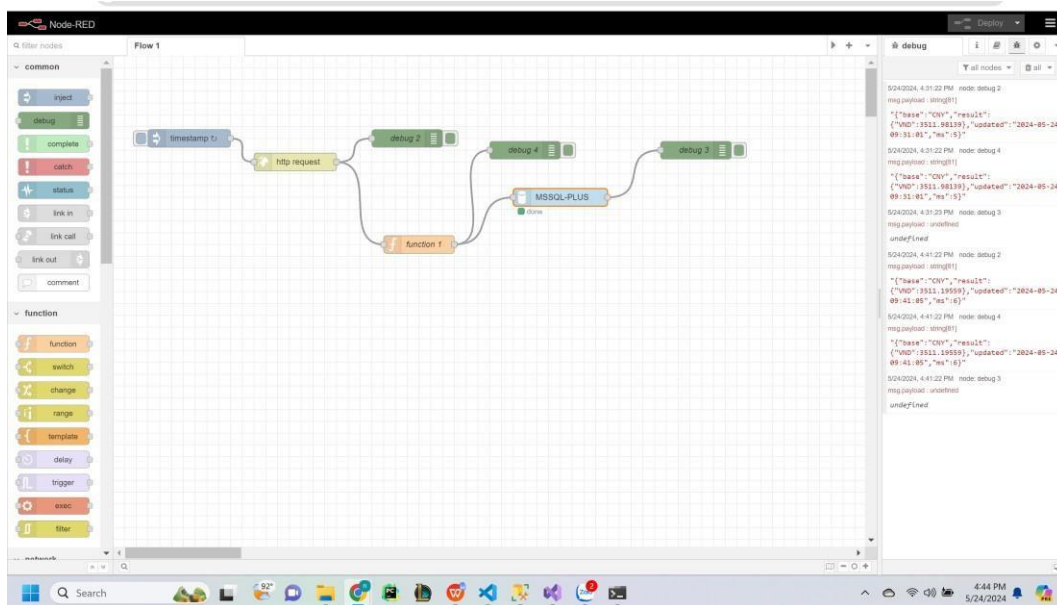 Node-RED
Deploy
filter nodes
Flow 1
debug
i
all nodes
all
common
inject
debug
complete
catch
status
link in
link call
link out
comment
function
function
switch
change
range
template
delay
trigger
exec
filter
network
timestamp ↻
http request
debug 2
debug 4
debug 3
MSSQL-PLUS
done
function 1
f
5/24/2024, 4:31:22 PM node: debug 2
msg.payload : string[81]
"{"base":"CNY","result":
{"VND":3511.98139},"updated":"2024-05-24
09:31:01","ms":5}"
5/24/2024, 4:31:22 PM node: debug 4
msg.payload : string[81]
"{"base":"CNY","result":
{"VND":3511.98139},"updated":"2024-05-24
09:31:01","ms":5}"
5/24/2024, 4:31:23 PM node: debug 3
msg.payload : undefined
undefined
5/24/2024, 4:41:22 PM node: debug 2
msg.payload : string[81]
"{"base":"CNY","result":
{"VND":3511.19559},"updated":"2024-05-24
09:41:05","ms":6}"
5/24/2024, 4:41:22 PM node: debug 4
msg.payload : string[81]
"{"base":"CNY","result":
{"VND":3511.19559},"updated":"2024-05-24
09:41:05","ms":6}"
5/24/2024, 4:41:22 PM node: debug 3
msg.payload : undefined
undefined
Search
92°
Zalo
2
4:44 PM
5/24/2024
PRE